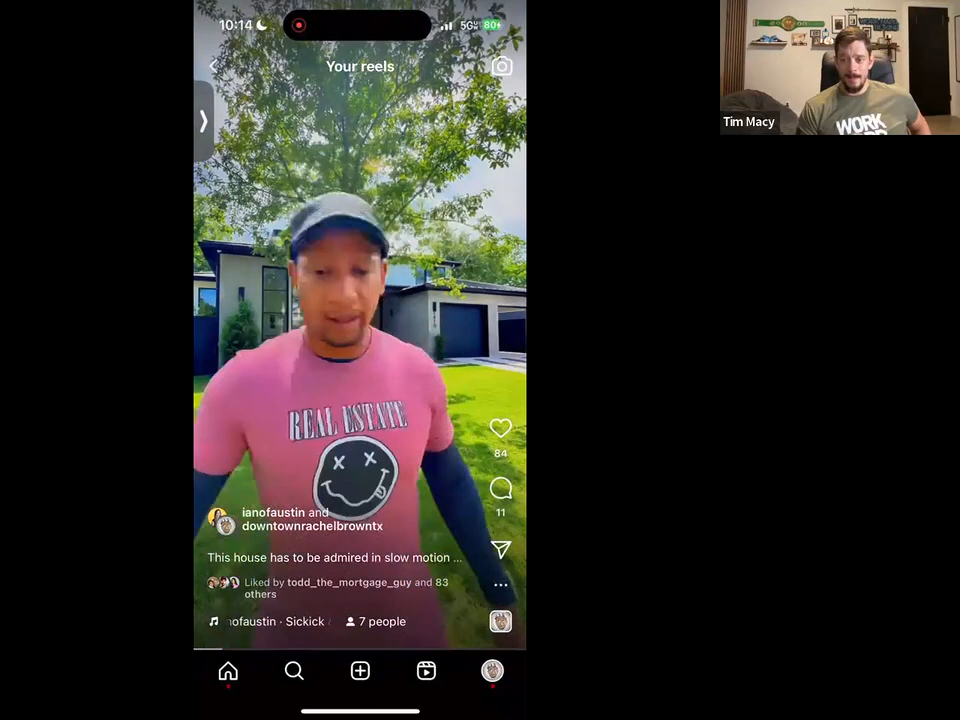 10:14
5G
80
Your reels
Tim Macy
WORK
REAL ESTATE
84
11
ianofaustin and
downtownrachelbrowntx
This house has to be admired in slow motion ...
Liked by todd_the_mortgage_guy and 83
others
nofaustin · Sickick
7 people